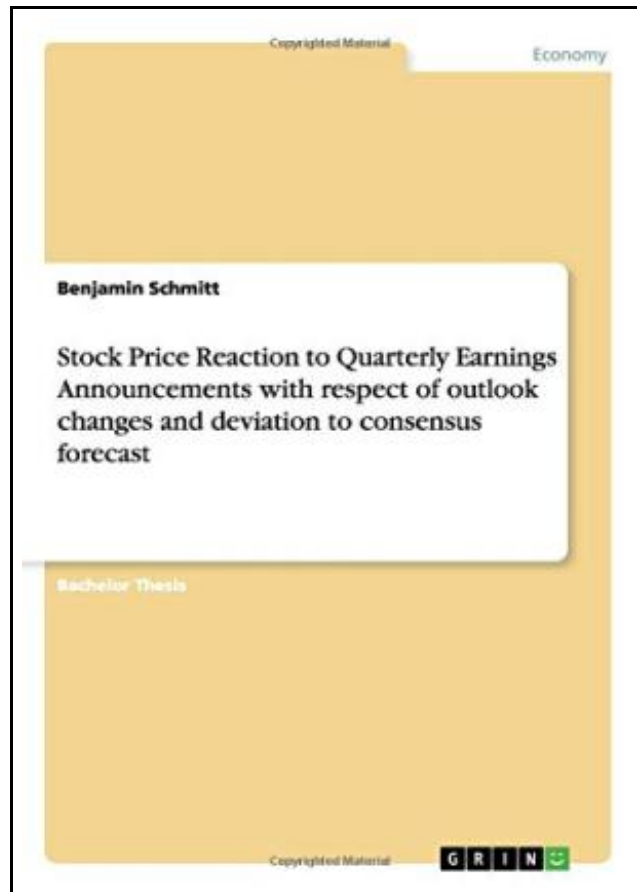 Copyrighted Material
Economy
Benjamin Schmitt
Stock Price Reaction to Quarterly Earnings
Announcements with respect of outlook
changes and deviation to consensus
forecast
Bachelor Thesis
Copyrighted Material
GRIN